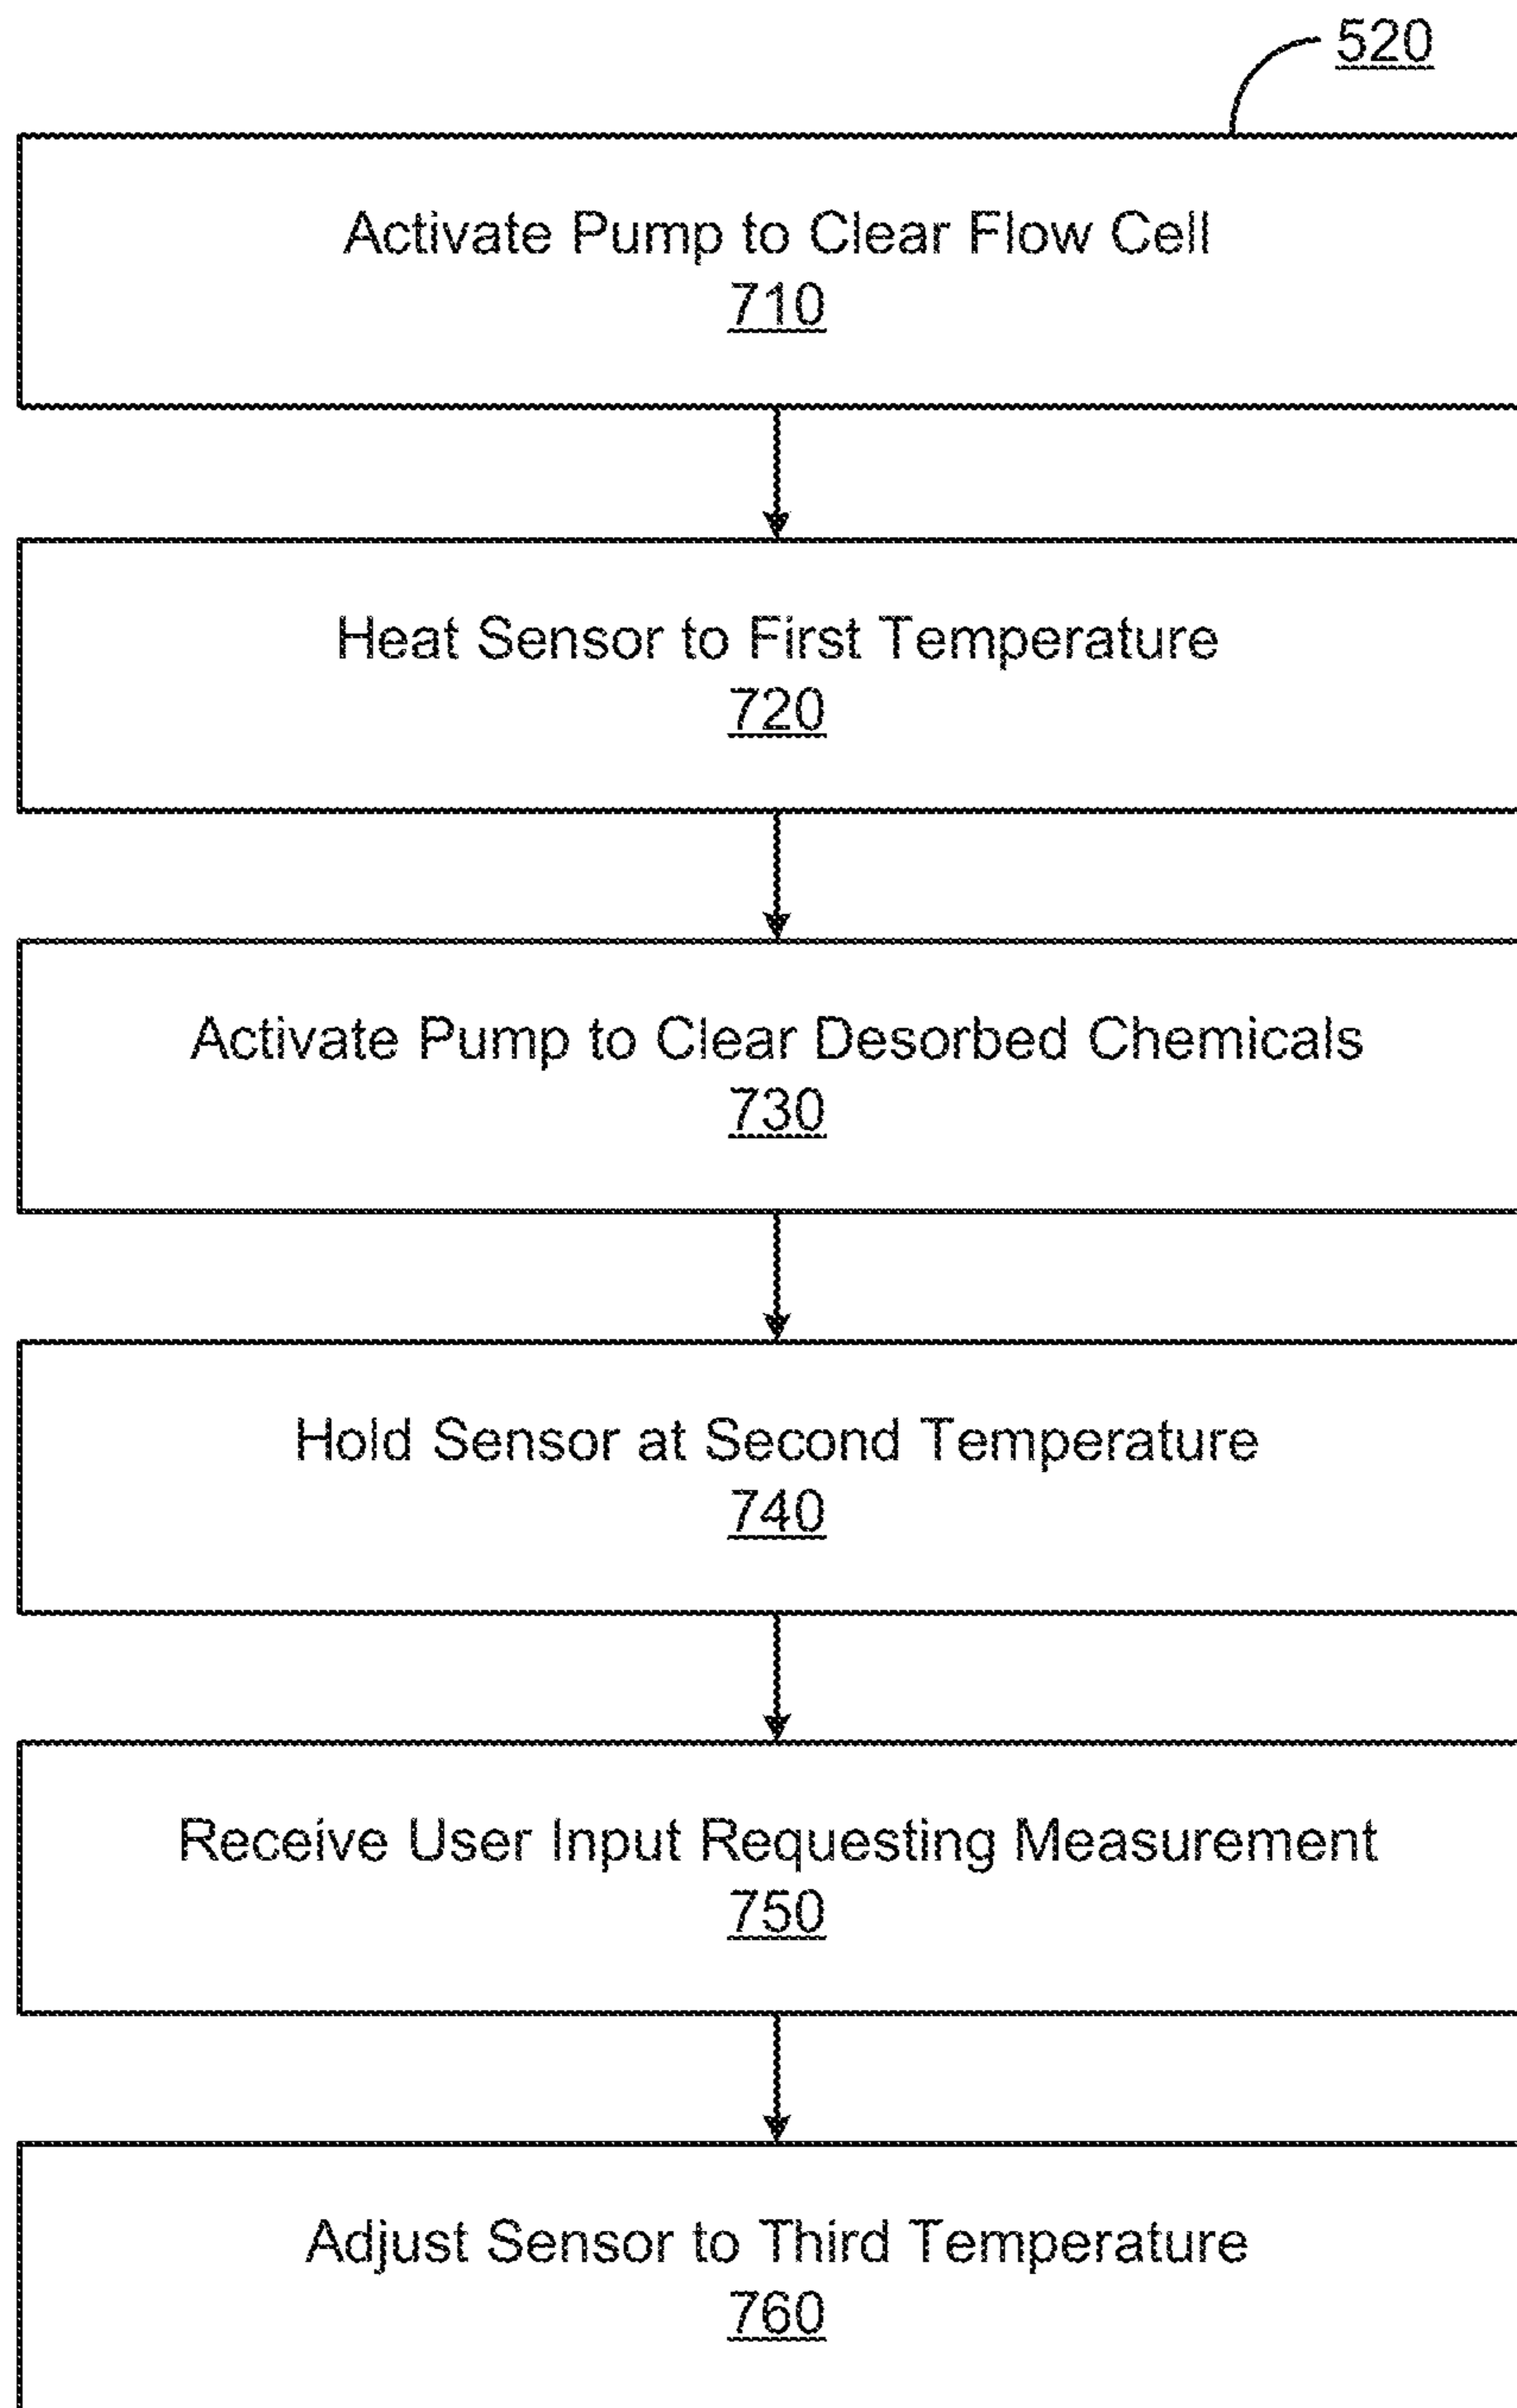 520
Activate Pump to Clear Flow Cell
710
Heat Sensor to First Temperature
720
Activate Pump to Clear Desorbed Chemicals
730
Hold Sensor at Second Temperature
740
Receive User Input Requesting Measurement
750
Adjust Sensor to Third Temperature
760